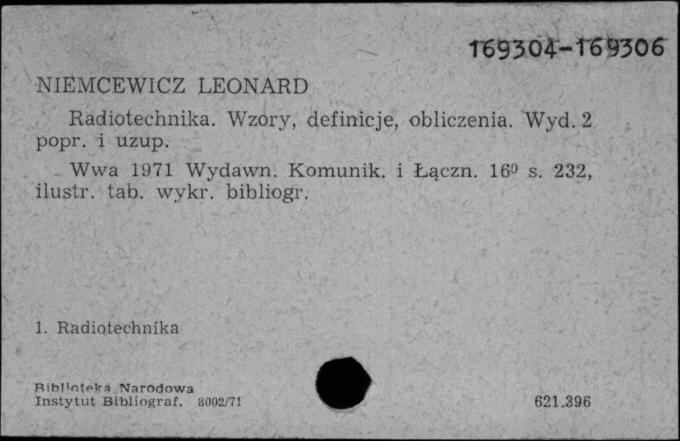 169304-169306
NIEMCEWICZ LEONARD
Radiotechnika. Wzory, definicje, obliczenia. Wyd. 2
popr. i uzup.
Wwa 1971 Wydawn. Komunik. i Łączn. 16⁰ s. 232,
ilustr. tab. wykr. bibliogr.
1. Radiotechnika
Biblioteka Narodowa
Instytut Bibliograf. 8002/71
621.396